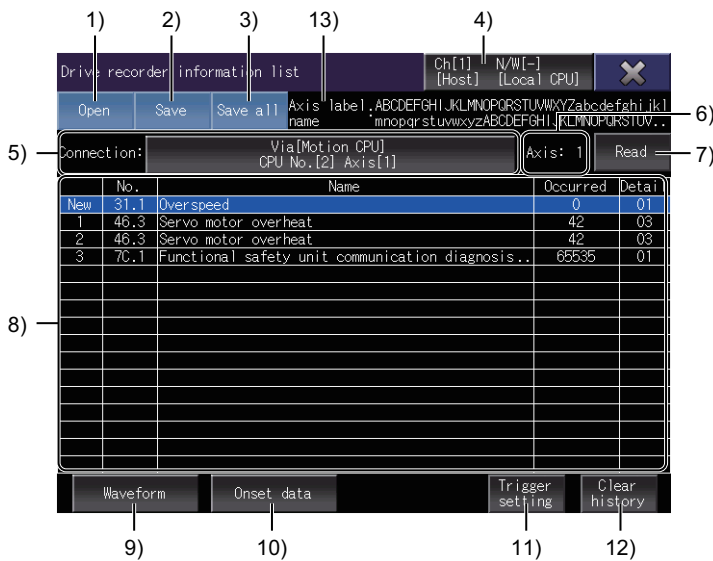 1) 2) 3) 13) 4)
Drive recorder information list
Ch[1] N/W[-]
[Host] [Local CPU]
Open Save Save all
Axis label:ABCDEFGHIJKLMNOPQRSTUVWXYZabcdefghijkl
name mnopqrstuvwxyzABCDEFGHIJKLMNOPQRSTUV..
6)
5)
Connection:
Via[Motion CPU]
CPU No.[2] Axis[1]
Axis: 1
Read
7)
No. Name Occurred Detail
New 31.1 Overspeed 0 01
1 46.3 Servo motor overheat 42 03
2 46.3 Servo motor overheat 42 03
3 7C.1 Functional safety unit communication diagnosis.. 65535 01
8)
Waveform Onset data
Trigger
setting
Clear
history
9) 10) 11) 12)